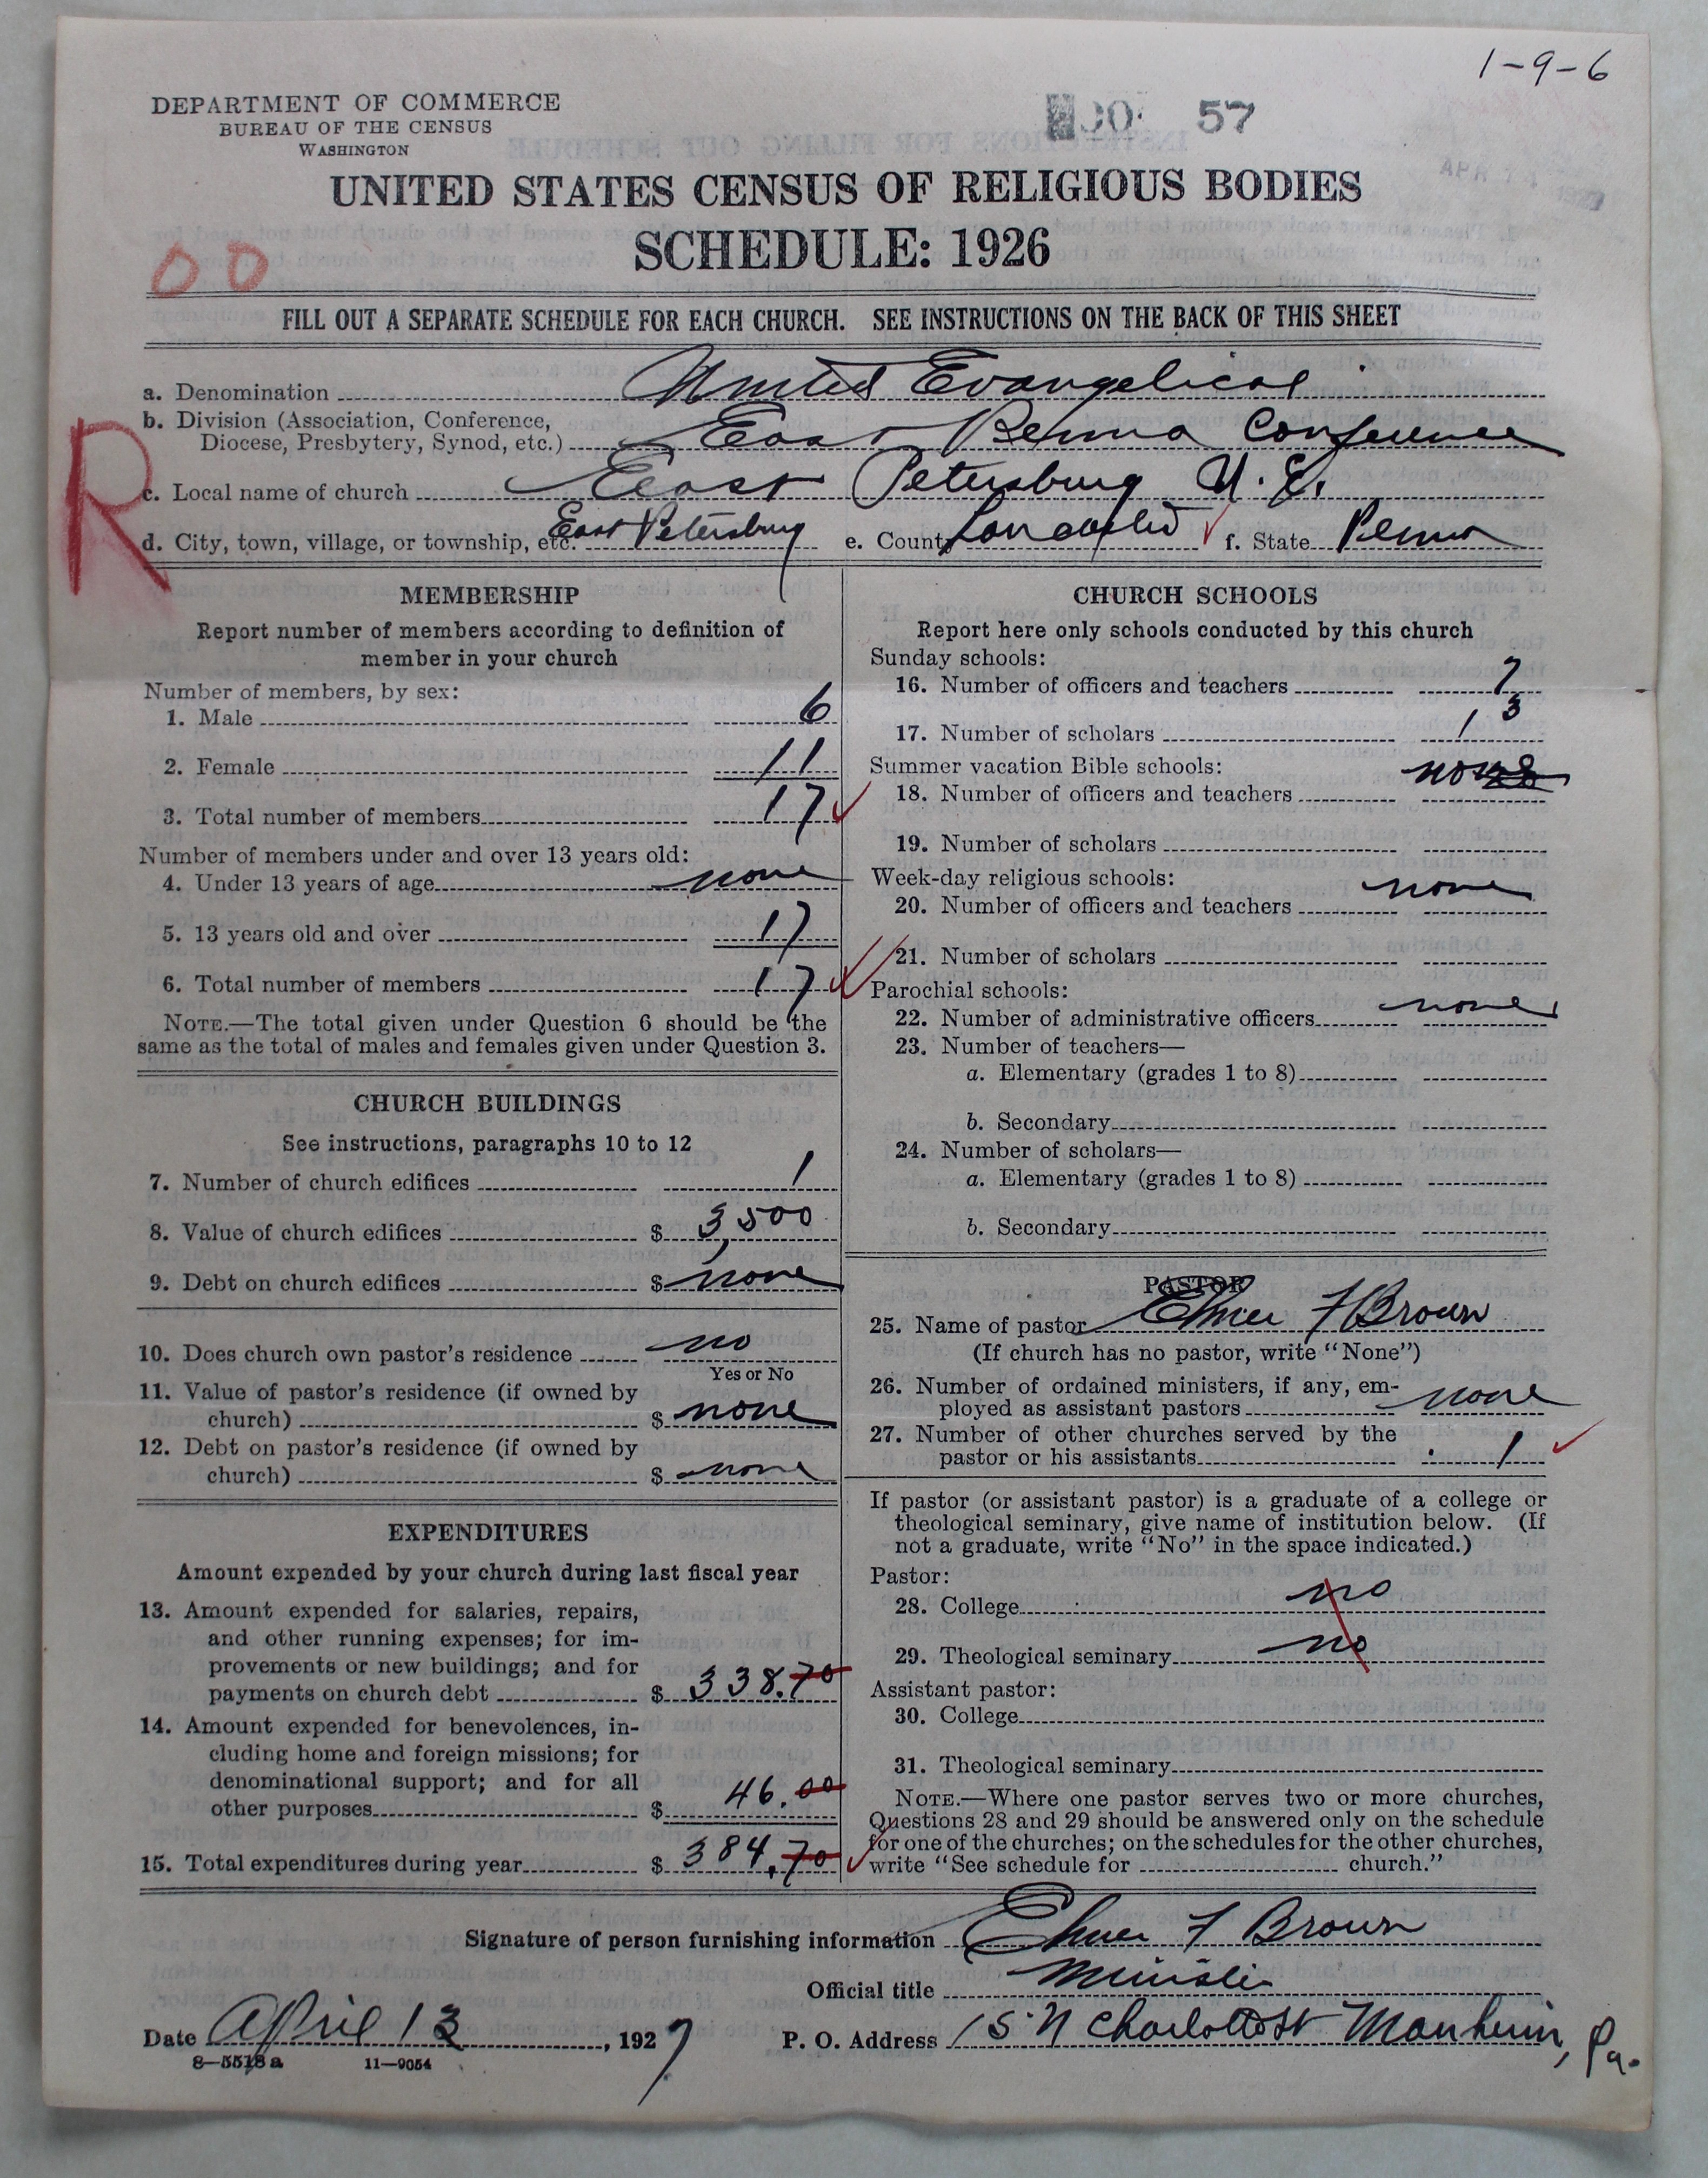 1-9-6
DEPARTMENT OF COMMERCE
BUREAU OF THE CENSUS
WASHINGTON
57
UNITED STATES CENSUS OF RELIGIOUS BODIES
SCHEDULE: 1926
00
FILL OUT A SEPARATE SCHEDULE FOR EACH CHURCH. SEE INSTRUCTIONS ON THE BACK OF THIS SHEET
R
a. Denomination United Evangelical
b. Division (Association, Conference,
Diocese, Presbytery, Synod, etc.) East Penna Conference
c. Local name of church East Petersburg U. E.
d. City, town, village, or township, etc. East Petersburg e. County Lancaster f. State Penna
MEMBERSHIP
Report number of members according to definition of
member in your church
Number of members, by sex:
1. Male 6
2. Female 11
3. Total number of members 17
Number of members under and over 13 years old:
4. Under 13 years of age none
5. 13 years old and over 17
6. Total number of members 17
NOTE.—The total given under Question 6 should be the
same as the total of males and females given under Question 3.
CHURCH BUILDINGS
See instructions, paragraphs 10 to 12
7. Number of church edifices 1
8. Value of church edifices $ 3,500
9. Debt on church edifices $ none
10. Does church own pastor's residence no
Yes or No
11. Value of pastor's residence (if owned by
church) $ none
12. Debt on pastor's residence (if owned by
church) $ none
EXPENDITURES
Amount expended by your church during last fiscal year
13. Amount expended for salaries, repairs,
and other running expenses; for im-
provements or new buildings; and for
payments on church debt $ 338.70
14. Amount expended for benevolences, in-
cluding home and foreign missions; for
denominational support; and for all
other purposes $ 46.00
15. Total expenditures during year $ 384.70
CHURCH SCHOOLS
Report here only schools conducted by this church
Sunday schools:
16. Number of officers and teachers 7
17. Number of scholars 13
Summer vacation Bible schools: none
18. Number of officers and teachers
19. Number of scholars
Week-day religious schools: none
20. Number of officers and teachers
21. Number of scholars
Parochial schools: none
22. Number of administrative officers
23. Number of teachers—
a. Elementary (grades 1 to 8)
b. Secondary
24. Number of scholars—
a. Elementary (grades 1 to 8)
b. Secondary
PASTOR
25. Name of pastor Elmer F Brown
(If church has no pastor, write "None")
26. Number of ordained ministers, if any, em-
ployed as assistant pastors none
27. Number of other churches served by the
pastor or his assistants 1
If pastor (or assistant pastor) is a graduate of a college or
theological seminary, give name of institution below. (If
not a graduate, write "No" in the space indicated.)
Pastor:
28. College no
29. Theological seminary no
Assistant pastor:
30. College
31. Theological seminary
NOTE.—Where one pastor serves two or more churches,
Questions 28 and 29 should be answered only on the schedule
for one of the churches; on the schedules for the other churches,
write "See schedule for church."
Signature of person furnishing information Elmer F Brown
Official title Minister
Date April 13, 1927 P. O. Address 15 N Charlotte St Manheim, Pa.
8—5518a 11—9054